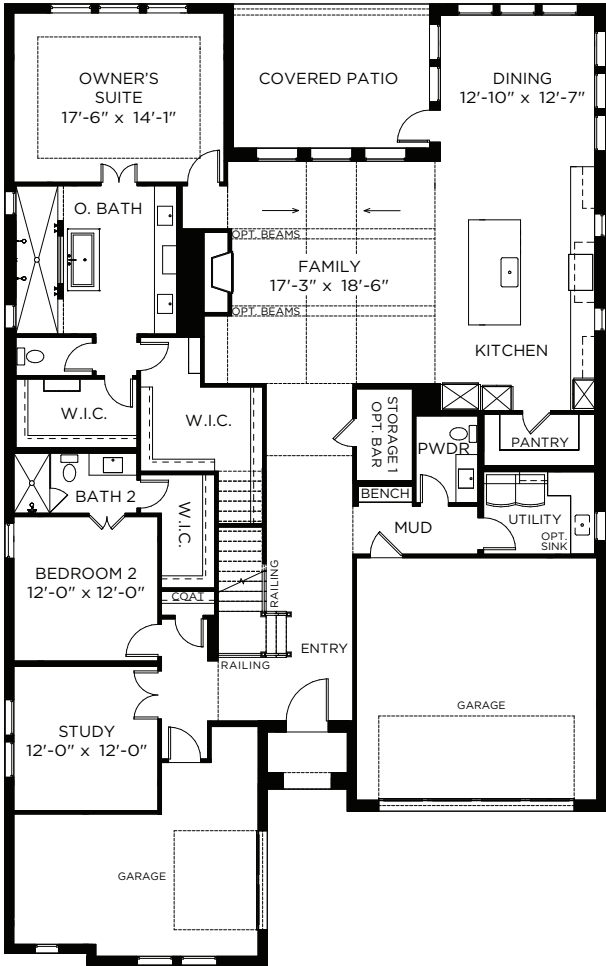 OWNER'S
SUITE
17'-6" x 14'-1"
COVERED PATIO
DINING
12'-10" x 12'-7"
O. BATH
OPT. BEAMS
FAMILY
17'-3" x 18'-6"
OPT. BEAMS
KITCHEN
W.I.C.
W.I.C.
STORAGE 1
OPT. BAR
PWDR
PANTRY
BATH 2
W.I.C.
BENCH
MUD
UTILITY
OPT.
SINK
BEDROOM 2
12'-0" x 12'-0"
COAT
RAILING
ENTRY
RAILING
STUDY
12'-0" x 12'-0"
GARAGE
GARAGE